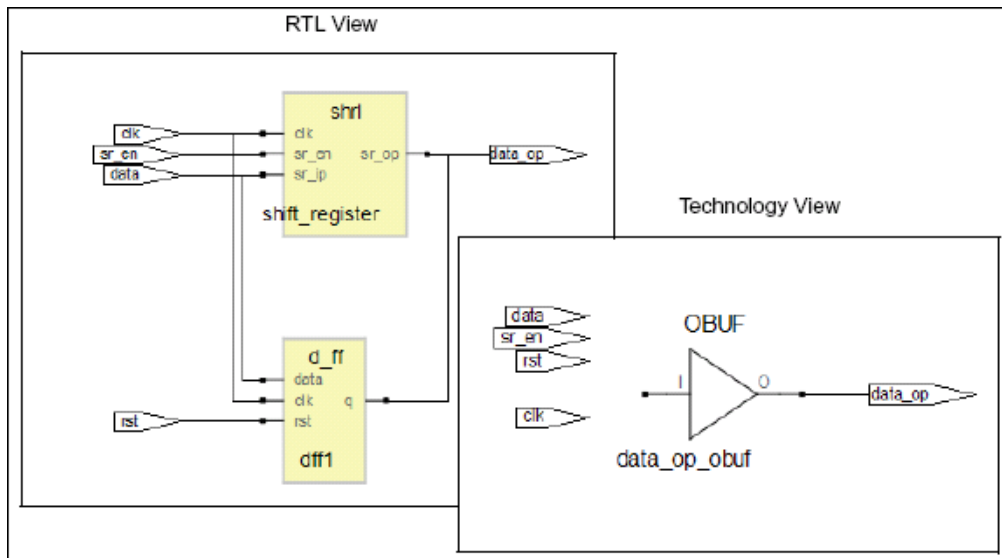 RTL View
shrl
clk
clk
sr_en
sr_en
sr_op
data_op
data
sr_ip
shift_register
d_ff
data
clk
q
rst
rst
dff1
Technology View
data
sr_en
rst
clk
OBUF
I
O
data_op
data_op_obuf